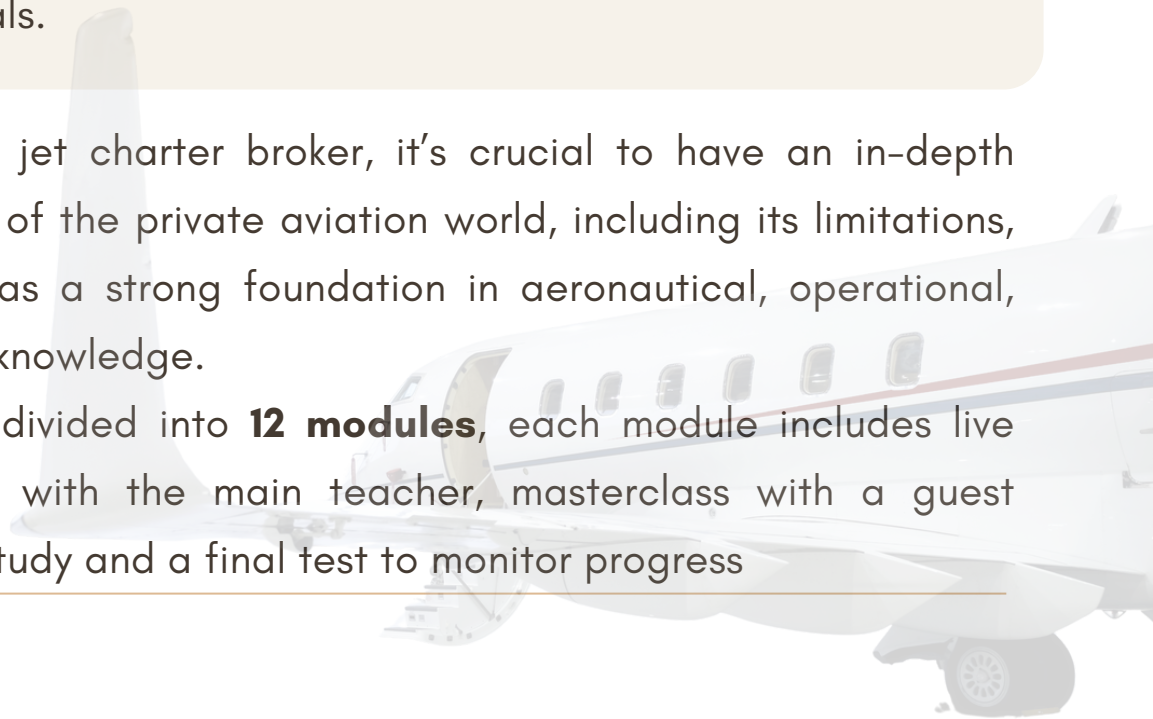 als.
jet charter broker, it’s crucial to have an in-depth
of the private aviation world, including its limitations,
as a strong foundation in aeronautical, operational,
knowledge.
divided into 12 modules, each module includes live
with the main teacher, masterclass with a guest
tudy and a final test to monitor progress